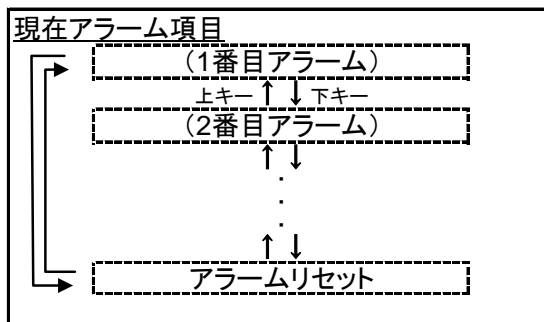 現在アラーム項目
(1番目アラーム)
上キー ↑ ↓ 下キー
(2番目アラーム)
↑ ↓
・
・
・
↑ ↓
アラームリセット